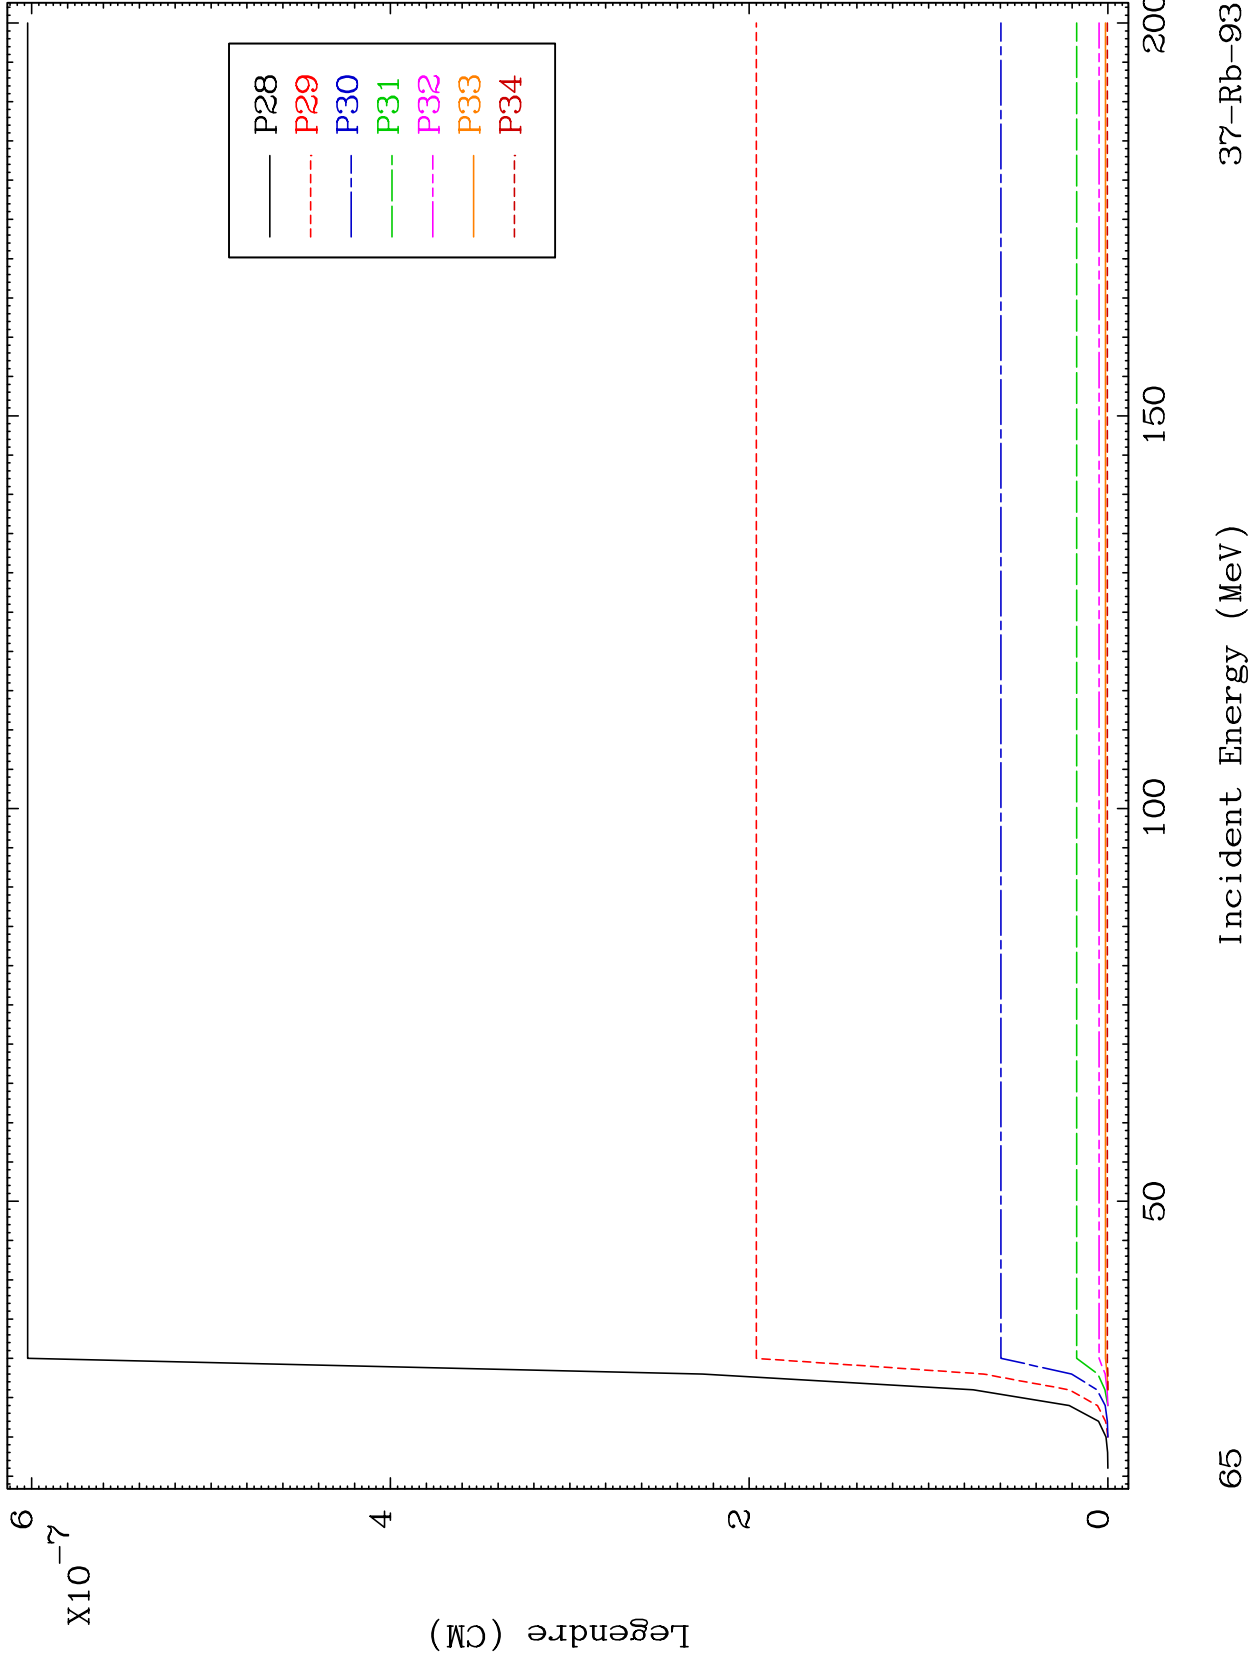 6
X10⁻⁷
4
2
0
Legendre (CM)
P28
P29
P30
P31
P32
P33
P34
50
100
150
200
Incident Energy (MeV)
65
37-Rb-93